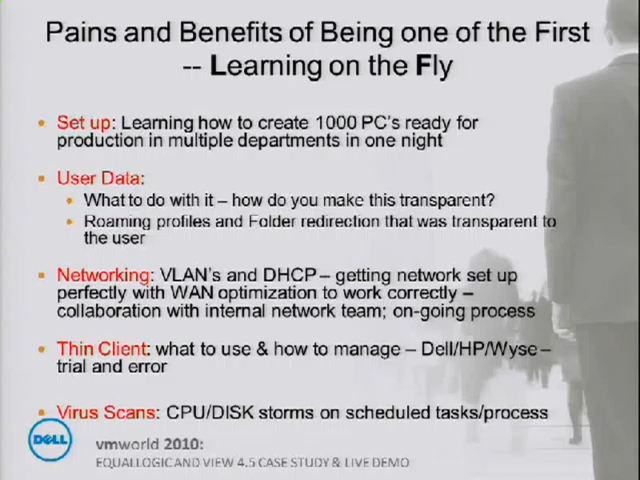 Pains and Benefits of Being one of the First
-- Learning on the Fly
• Set up: Learning how to create 1000 PC's ready for
production in multiple departments in one night
• User Data:
• What to do with it – how do you make this transparent?
• Roaming profiles and Folder redirection that was transparent to
the user
• Networking: VLAN's and DHCP – getting network set up
perfectly with WAN optimization to work correctly –
collaboration with internal network team; on-going process
• Thin Client: what to use & how to manage – Dell/HP/Wyse –
trial and error
• Virus Scans: CPU/DISK storms on scheduled tasks/process
DELL
vmworld 2010:
EQUALLOGIC AND VIEW 4.5 CASE STUDY & LIVE DEMO